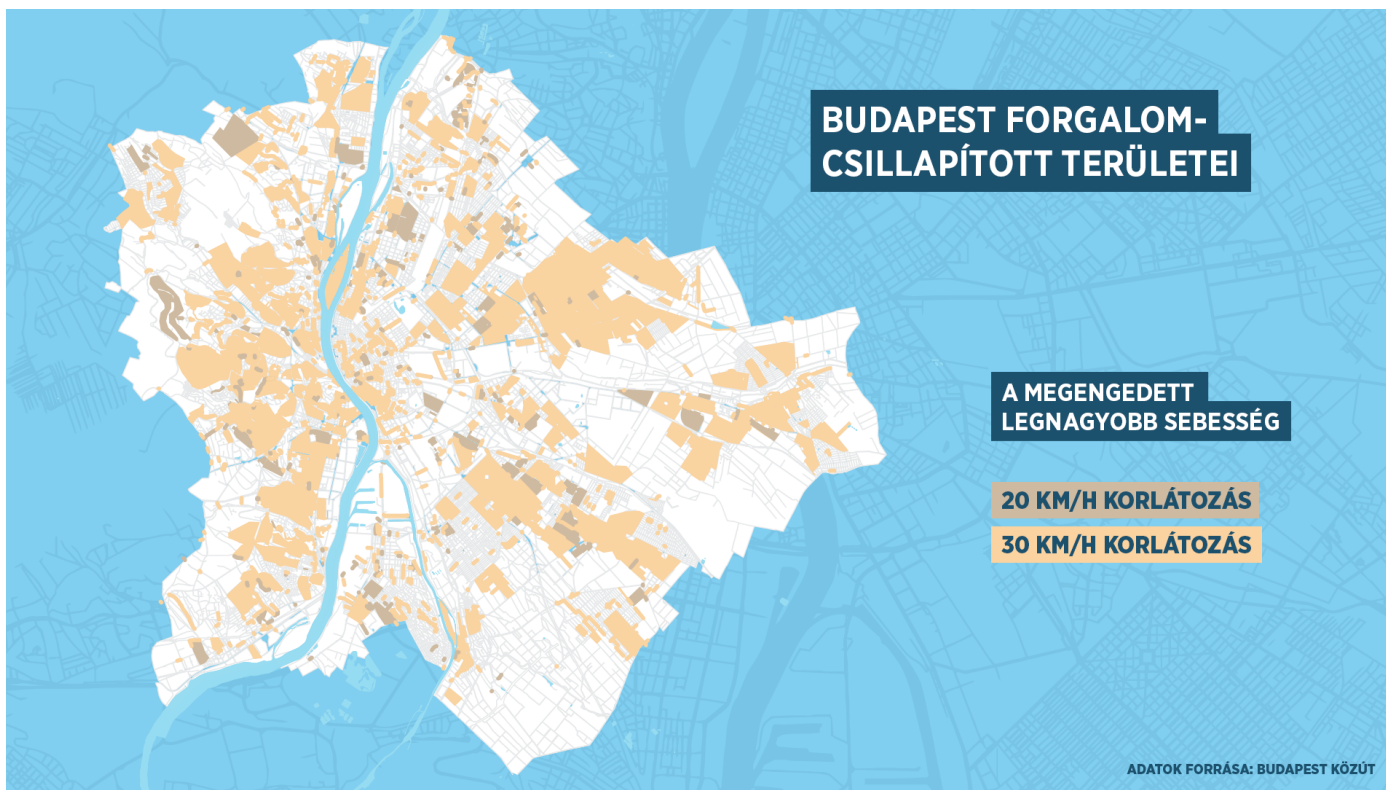 BUDAPEST FORGALOM-
CSILLAPÍTOTT TERÜLETEI
A MEGENGEDETT
LEGNAGYOBB SEBESSÉG
20 KM/H KORLÁTOZÁS
30 KM/H KORLÁTOZÁS
ADATOK FORRÁSA: BUDAPEST KÖZÚT